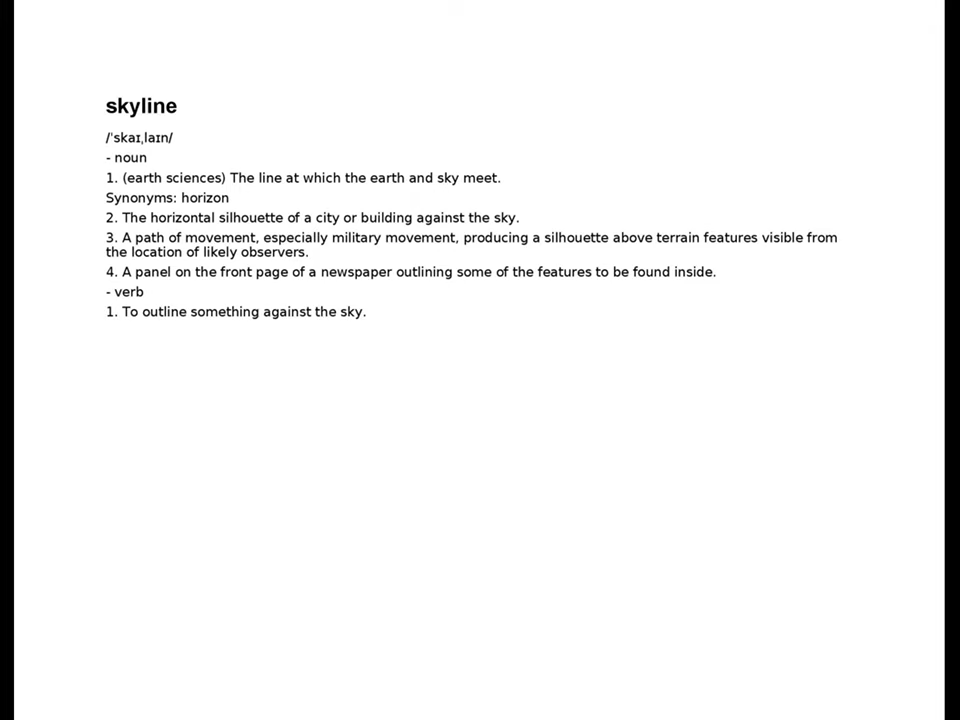 skyline
/ˈskaɪˌlaɪn/
- noun
1. (earth sciences) The line at which the earth and sky meet.
Synonyms: horizon
2. The horizontal silhouette of a city or building against the sky.
3. A path of movement, especially military movement, producing a silhouette above terrain features visible from
the location of likely observers.
4. A panel on the front page of a newspaper outlining some of the features to be found inside.
- verb
1. To outline something against the sky.